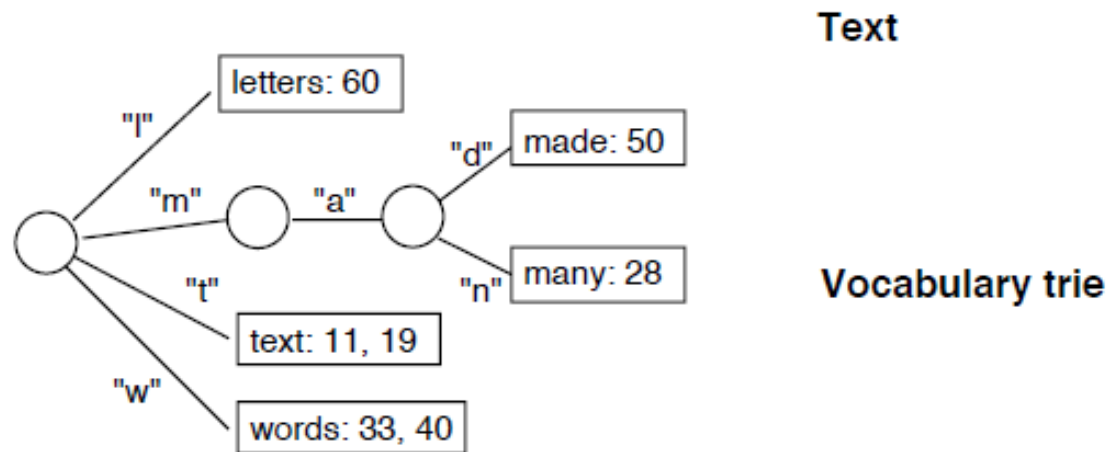 Text
letters: 60
"l"
"d"
made: 50
"m"
"a"
"n"
many: 28
Vocabulary trie
"t"
text: 11, 19
"w"
words: 33, 40